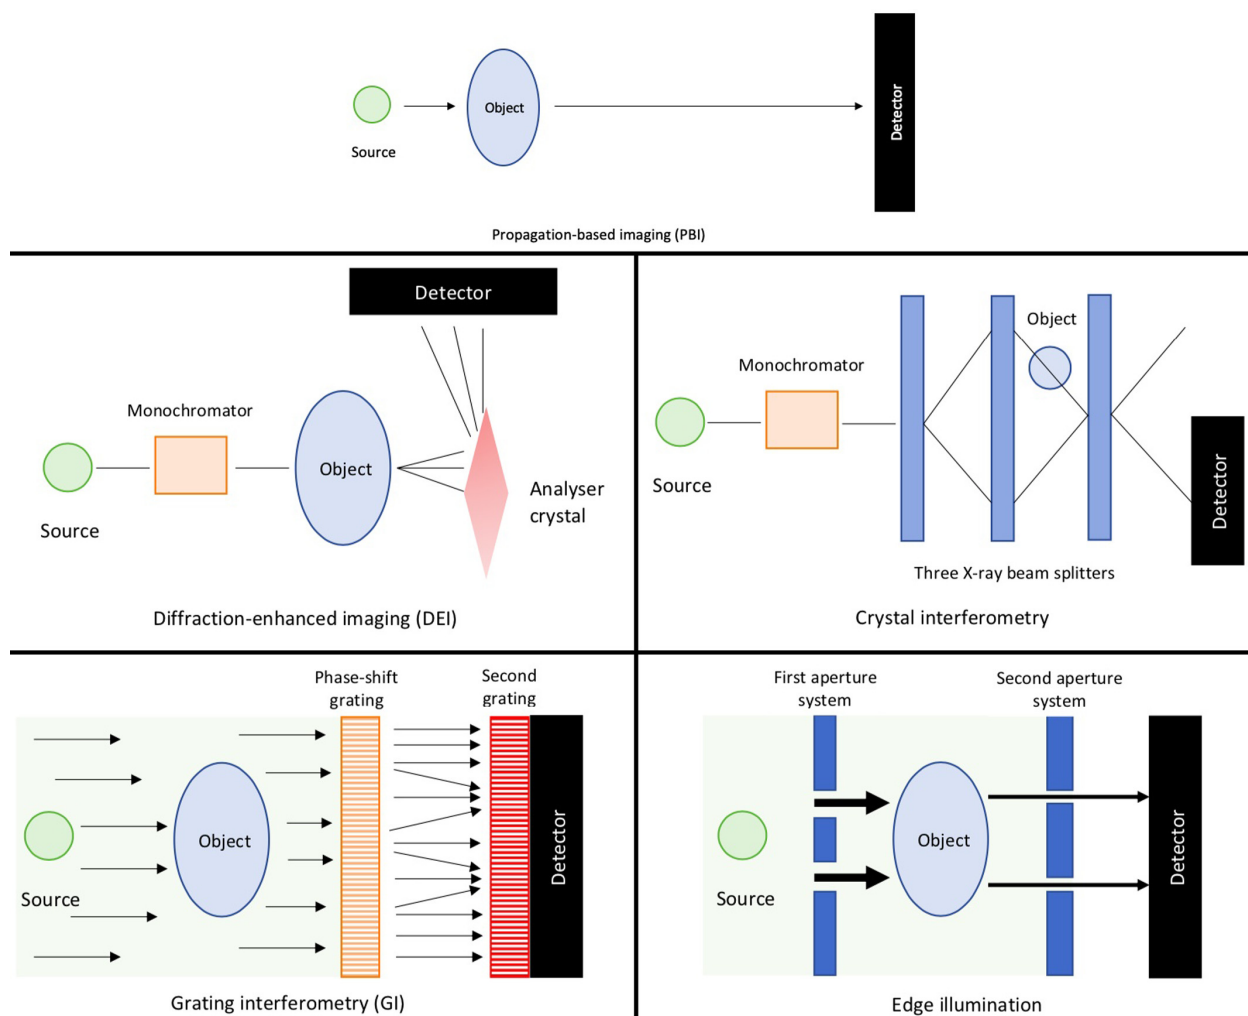 Object
Detector
Source
Propagation-based imaging (PBI)
Detector
Monochromator
Object
Source
Analyser
crystal
Diffraction-enhanced imaging (DEI)
Object
Monochromator
Source
Detector
Three X-ray beam splitters
Crystal interferometry
Phase-shift
grating
Second
grating
Object
Source
Detector
Grating interferometry (GI)
First aperture
system
Second aperture
system
Object
Source
Detector
Edge illumination